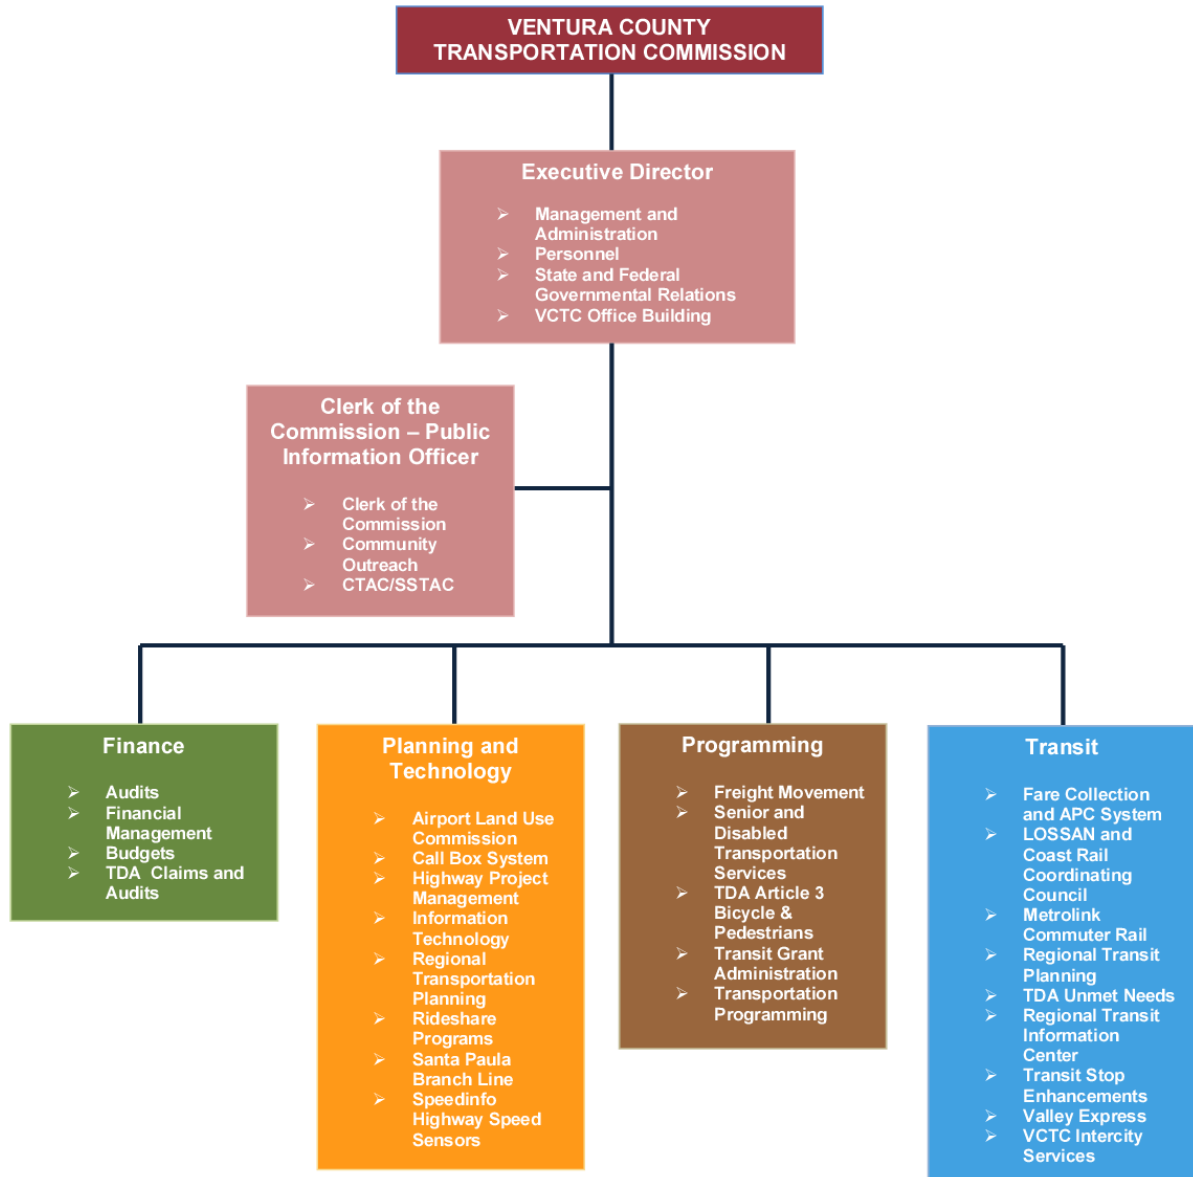 VENTURA COUNTY
TRANSPORTATION COMMISSION
Executive Director
➢ Management and
Administration
➢ Personnel
➢ State and Federal
Governmental Relations
➢ VCTC Office Building
Clerk of the
Commission – Public
Information Officer
➢ Clerk of the
Commission
➢ Community
Outreach
➢ CTAC/SSTAC
Finance
➢ Audits
➢ Financial
Management
➢ Budgets
➢ TDA Claims and
Audits
Planning and
Technology
➢ Airport Land Use
Commission
➢ Call Box System
➢ Highway Project
Management
➢ Information
Technology
➢ Regional
Transportation
Planning
➢ Rideshare
Programs
➢ Santa Paula
Branch Line
➢ Speedinfo
Highway Speed
Sensors
Programming
➢ Freight Movement
➢ Senior and
Disabled
Transportation
Services
➢ TDA Article 3
Bicycle &
Pedestrians
➢ Transit Grant
Administration
➢ Transportation
Programming
Transit
➢ Fare Collection
and APC System
➢ LOSSAN and
Coast Rail
Coordinating
Council
➢ Metrolink
Commuter Rail
➢ Regional Transit
Planning
➢ TDA Unmet Needs
➢ Regional Transit
Information
Center
➢ Transit Stop
Enhancements
➢ Valley Express
➢ VCTC Intercity
Services